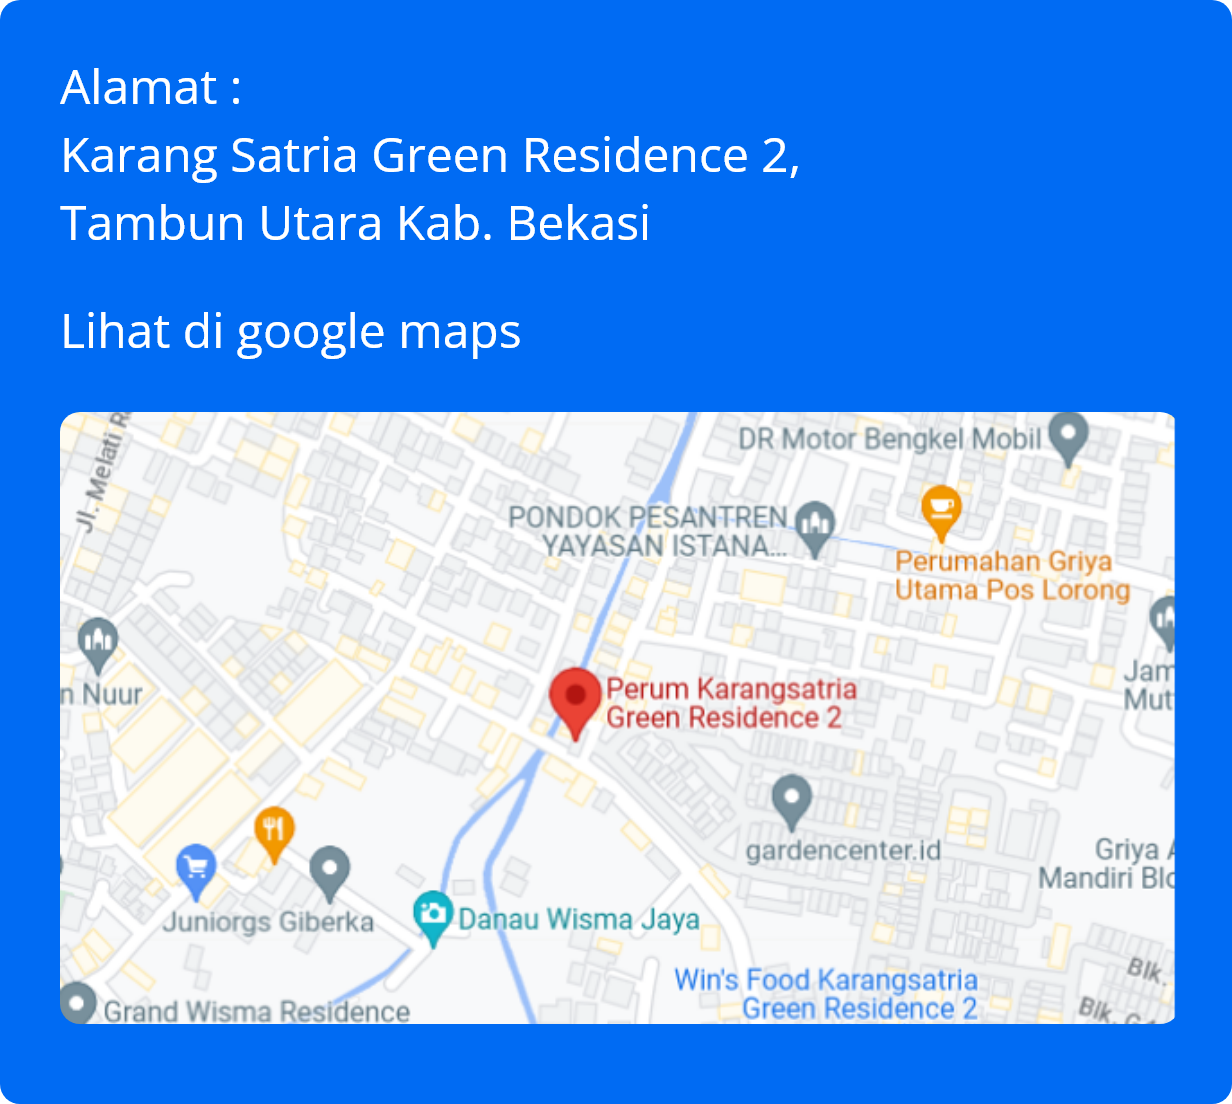 Alamat :
Karang Satria Green Residence 2,
Tambun Utara Kab. Bekasi
Lihat di google maps
Jl. Melati R
DR Motor Bengkel Mobil
PONDOK PESANTREN
YAYASAN ISTANA...
Perumahan Griya
Utama Pos Lorong
n Nuur
Jam
Mut
Perum Karangsatria
Green Residence 2
gardencenter.id
Griya A
Mandiri Blo
Juniorgs Giberka
Danau Wisma Jaya
Blk.
Win's Food Karangsatria
Green Residence 2
Blk.
Grand Wisma Residence